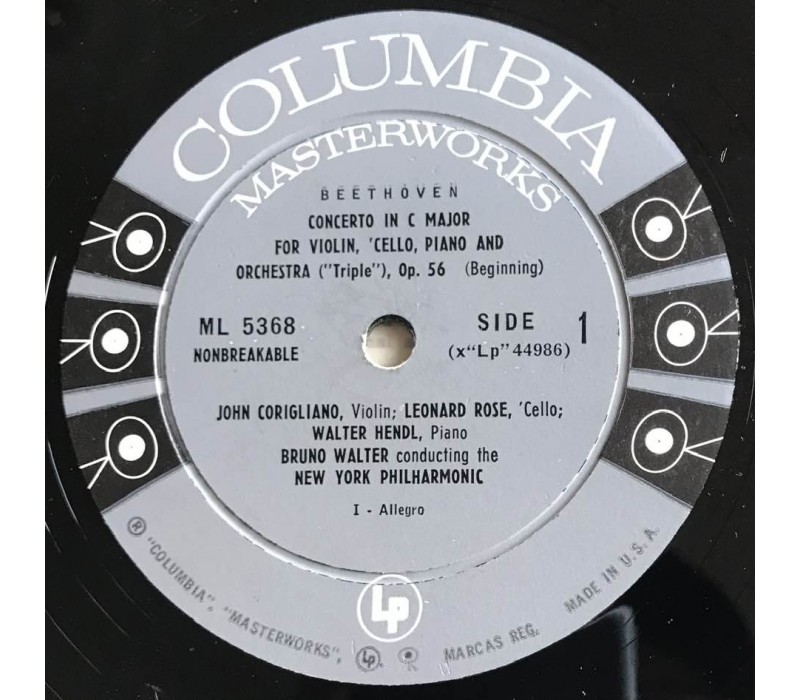 COLUMBIA
MASTERWORKS
BEETHOVEN
CONCERTO IN C MAJOR
FOR VIOLIN, 'CELLO, PIANO AND
ORCHESTRA ("Triple"), Op. 56 (Beginning)
ML 5368
NONBREAKABLE
SIDE 1
(x"Lp"44986)
JOHN CORIGLIANO, Violin; LEONARD ROSE, 'Cello;
WALTER HENDL, Piano
BRUNO WALTER conducting the
NEW YORK PHILHARMONIC
I - Allegro
Lp
® "COLUMBIA", "MASTERWORKS", Lp MARCAS REG. MADE IN U.S.A.